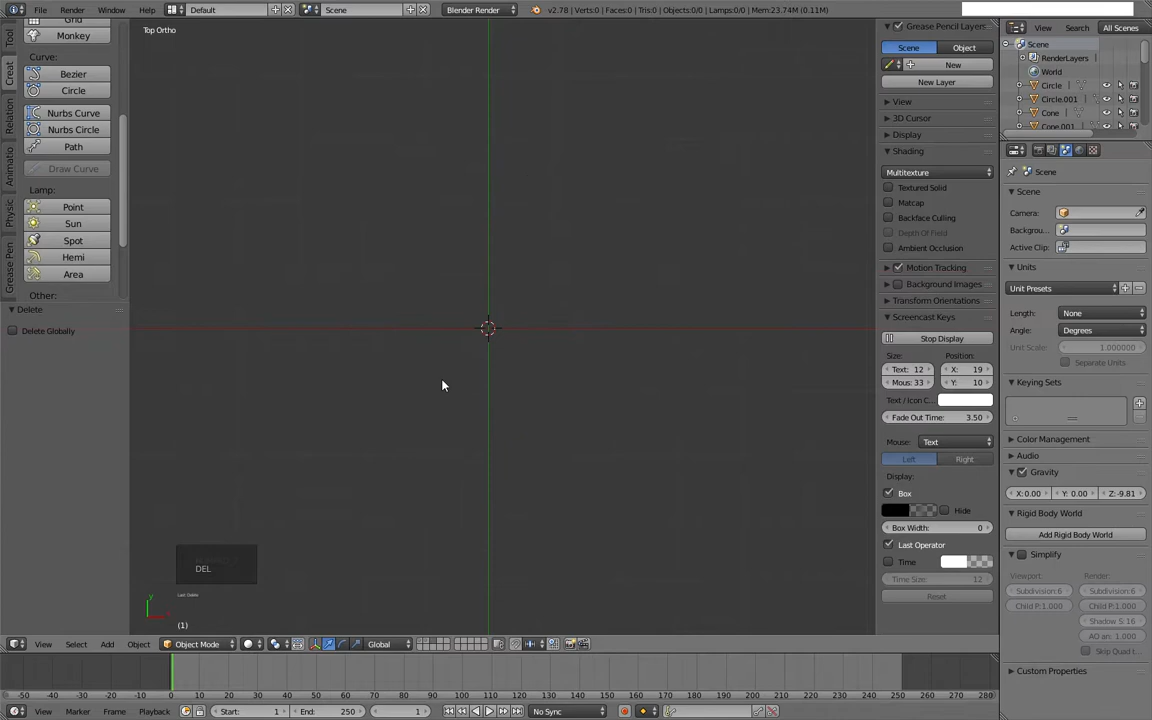 File Render Window Help Default Scene Blender Render v2.78 | Verts:0 | Faces:0 | Tris:0 | Objects:0/0 | Lamps:0/0 | Mem:23.74M (0.11M)
Tool
Creat
Relation
Animatio
Physic
Grease Pen
Grid
Monkey
Curve:
Bezier
Circle
Nurbs Curve
Nurbs Circle
Path
Draw Curve
Lamp:
Point
Sun
Spot
Hemi
Area
Other:
Delete
Delete Globally
Top Ortho
DEL
Last: Delete
(1)
y
View Select Add Object Object Mode Global
Grease Pencil Layers
Scene Object
New
New Layer
View
3D Cursor
Display
Shading
Multitexture
Textured Solid
Matcap
Backface Culling
Depth Of Field
Ambient Occlusion
Motion Tracking
Background Images
Transform Orientations
Screencast Keys
Stop Display
Size: Position:
Text: 12 X: 19
Mous: 33 Y: 10
Text / Icon C...
Fade Out Time: 3.50
Mouse: Text
Left Right
Display:
Box
Hide
Box Width: 0
Last Operator
Time
Time Size: 12
Reset
View Search All Scenes
Scene
RenderLayers
World
Circle
Circle.001
Cone
Cone.001
Scene
Scene
Camera:
Backgrou...
Active Clip:
Units
Unit Presets
Length: None
Angle: Degrees
Unit Scale: 1.000000
Separate Units
Keying Sets
Color Management
Audio
Gravity
X: 0.00 Y: 0.00 Z: -9.81
Rigid Body World
Add Rigid Body World
Simplify
Viewport: Render:
Subdivision:6 Subdivision:6
Child P:1.000 Child P:1.000
Shadow S:16
AO an: 1.000
Skip Quad t...
Custom Properties
-50 -40 -30 -20 -10 0 10 20 30 40 50 60 70 80 90 100 110 120 130 140 150 160 170 180 190 200 210 220 230 240 250 260 270 280
View Marker Frame Playback Start: 1 End: 250 1 No Sync